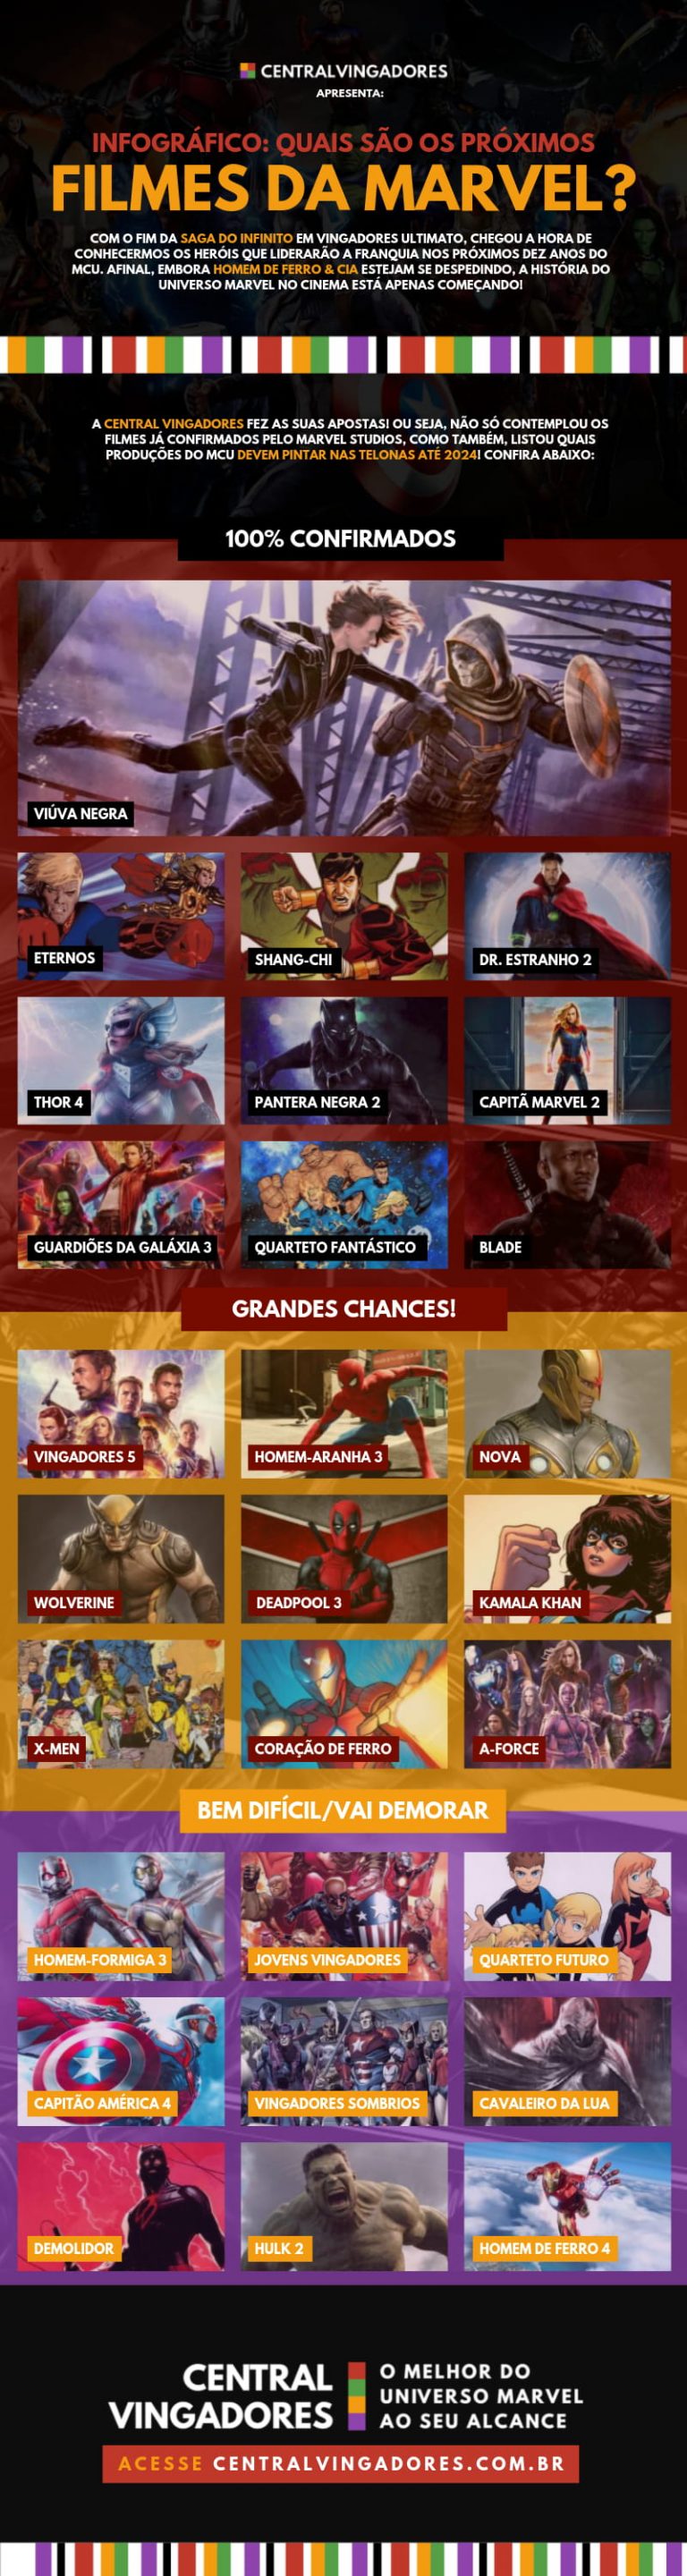 CENTRALVINGADORES
APRESENTA:
INFOGRÁFICO: QUAIS SÃO OS PRÓXIMOS
FILMES DA MARVEL?
COM O FIM DA SAGA DO INFINITO EM VINGADORES ULTIMATO, CHEGOU A HORA DE
CONHECERMOS OS HERÓIS QUE LIDERARÃO A FRANQUIA NOS PRÓXIMOS DEZ ANOS DO
MCU. AFINAL, EMBORA HOMEM DE FERRO & CIA ESTEJAM SE DESPEDINDO, A HISTÓRIA DO
UNIVERSO MARVEL NO CINEMA ESTÁ APENAS COMEÇANDO!
A CENTRAL VINGADORES FEZ AS SUAS APOSTAS! OU SEJA, NÃO SÓ CONTEMPLOU OS
FILMES JÁ CONFIRMADOS PELO MARVEL STUDIOS, COMO TAMBÉM, LISTOU QUAIS
PRODUÇÕES DO MCU DEVEM PINTAR NAS TELONAS ATÉ 2024! CONFIRA ABAIXO:
100% CONFIRMADOS
VIÚVA NEGRA
ETERNOS
SHANG-CHI
DR. ESTRANHO 2
THOR 4
PANTERA NEGRA 2
CAPITÃ MARVEL 2
GUARDIÕES DA GALÁXIA 3
QUARTETO FANTÁSTICO
BLADE
GRANDES CHANCES!
VINGADORES 5
HOMEM-ARANHA 3
NOVA
WOLVERINE
DEADPOOL 3
KAMALA KHAN
X-MEN
CORAÇÃO DE FERRO
A-FORCE
BEM DIFÍCIL/VAI DEMORAR
HOMEM-FORMIGA 3
JOVENS VINGADORES
QUARTETO FUTURO
CAPITÃO AMÉRICA 4
VINGADORES SOMBRIOS
CAVALEIRO DA LUA
DEMOLIDOR
HULK 2
HOMEM DE FERRO 4
CENTRAL
VINGADORES
O MELHOR DO
UNIVERSO MARVEL
AO SEU ALCANCE
ACESSE CENTRALVINGADORES.COM.BR